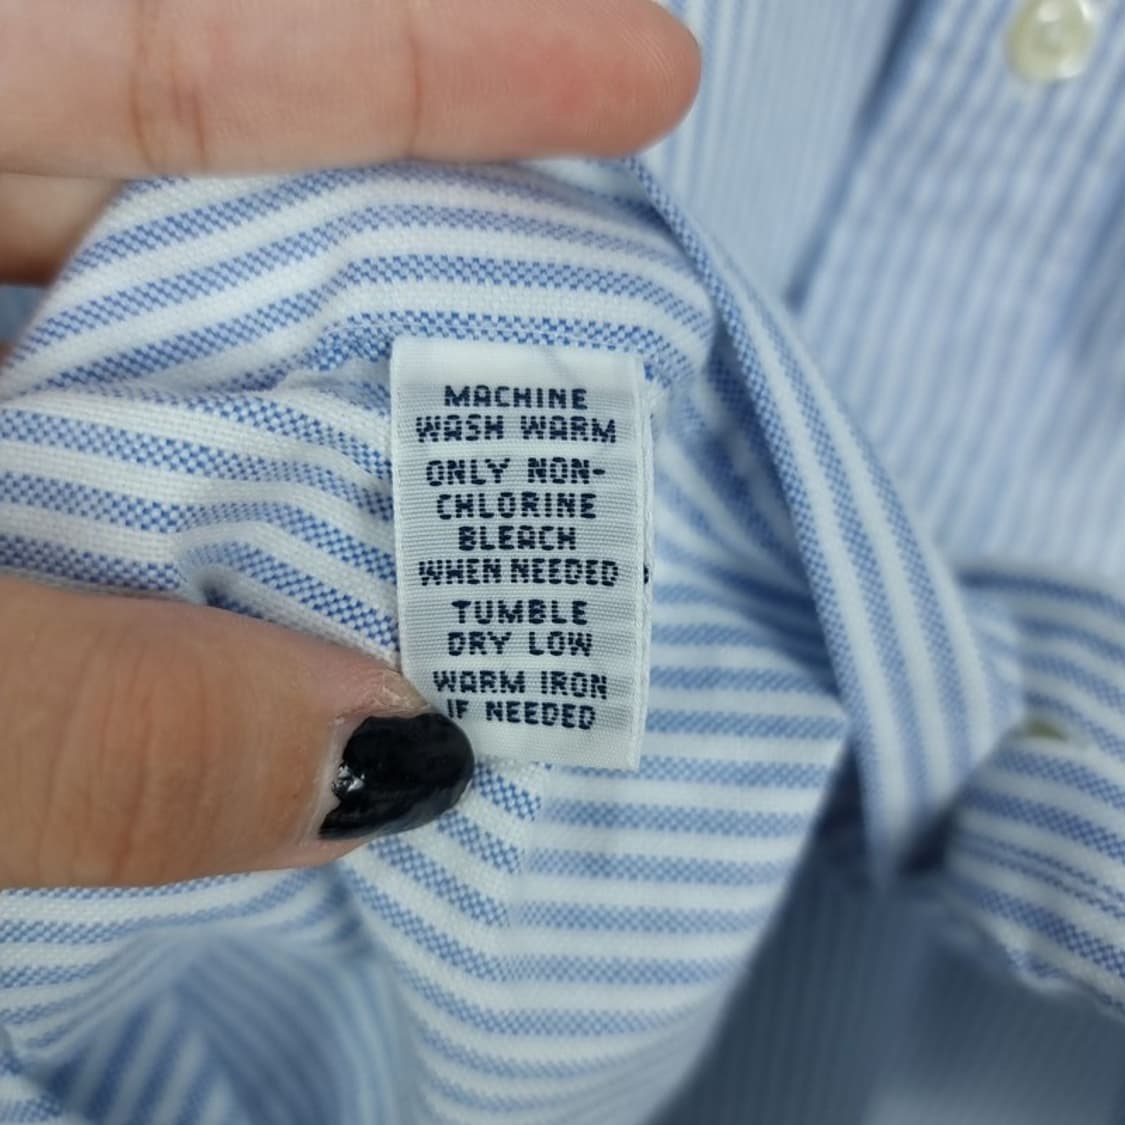 MACHINE
WASH WARM
ONLY NON-
CHLORINE
BLEACH
WHEN NEEDED
TUMBLE
DRY LOW
WARM IRON
IF NEEDED